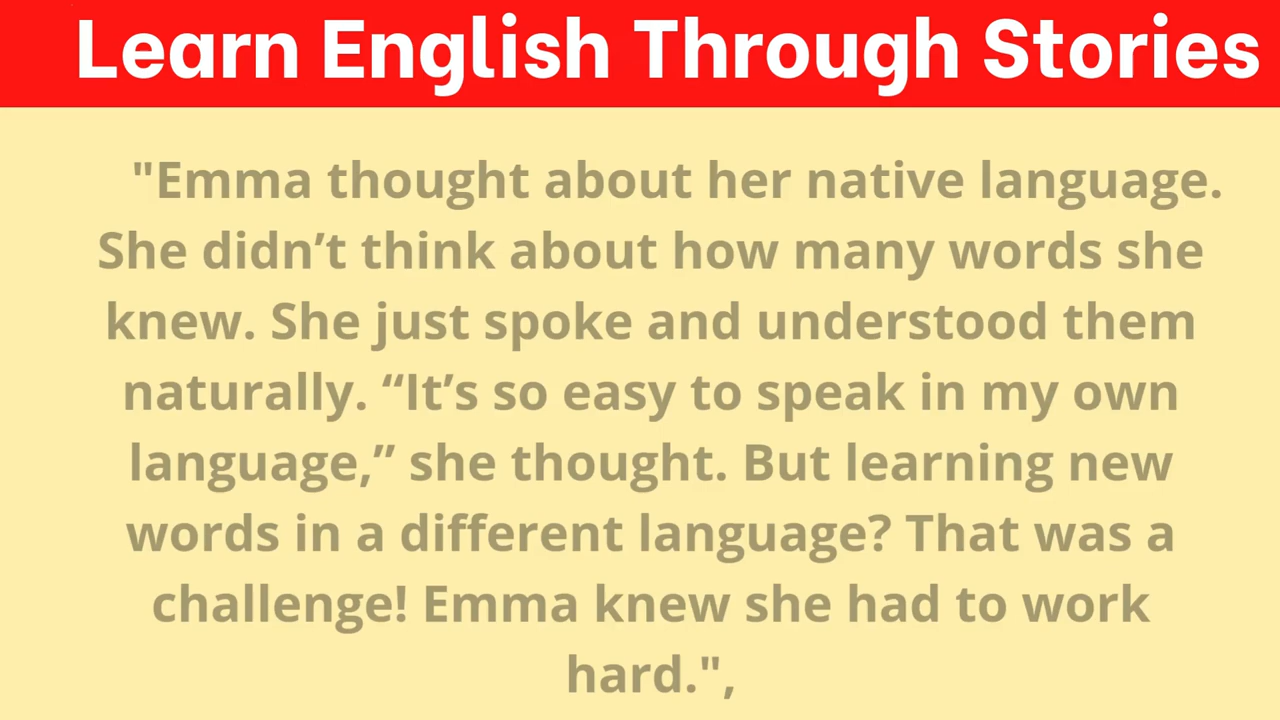 Learn English Through Stories
"Emma thought about her native language.
She didn’t think about how many words she
knew. She just spoke and understood them
naturally. “It’s so easy to speak in my own
language,” she thought. But learning new
words in a different language? That was a
challenge! Emma knew she had to work
hard.",